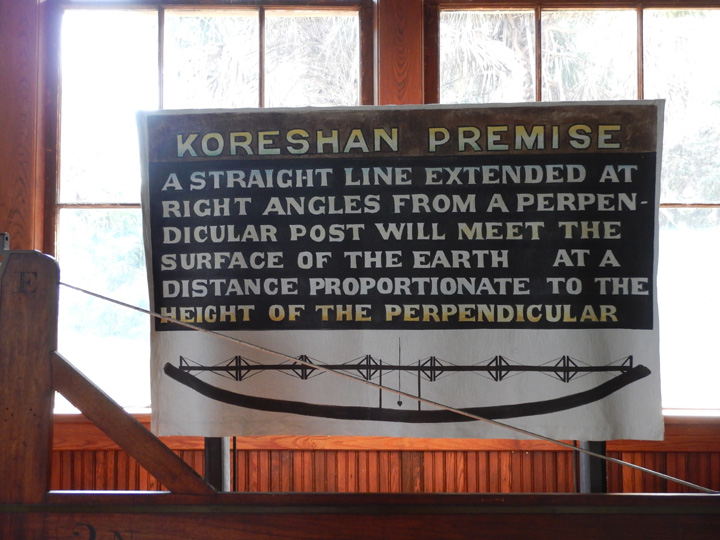 KORESHAN PREMISE
A STRAIGHT LINE EXTENDED AT
RIGHT ANGLES FROM A PERPEN-
DICULAR POST WILL MEET THE
SURFACE OF THE EARTH AT A
DISTANCE PROPORTIONATE TO THE
HEIGHT OF THE PERPENDICULAR
E